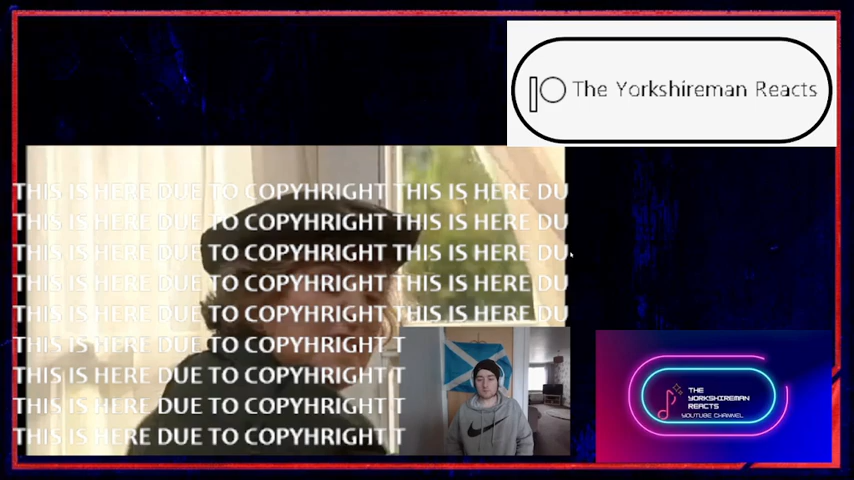 The Yorkshireman Reacts
THIS IS HERE DUE TO COPYHRIGHT THIS IS HERE DU
THIS IS HERE DUE TO COPYHRIGHT THIS IS HERE DU
THIS IS HERE DUE TO COPYHRIGHT THIS IS HERE DU
THIS IS HERE DUE TO COPYHRIGHT THIS IS HERE DU
THIS IS HERE DUE TO COPYHRIGHT THIS IS HERE DU
THIS IS HERE DUE TO COPYHRIGHT T
THIS IS HERE DUE TO COPYHRIGHT T
THIS IS HERE DUE TO COPYHRIGHT T
THIS IS HERE DUE TO COPYHRIGHT T
THE
YORKSHIREMAN
REACTS
YOUTUBE CHANNEL